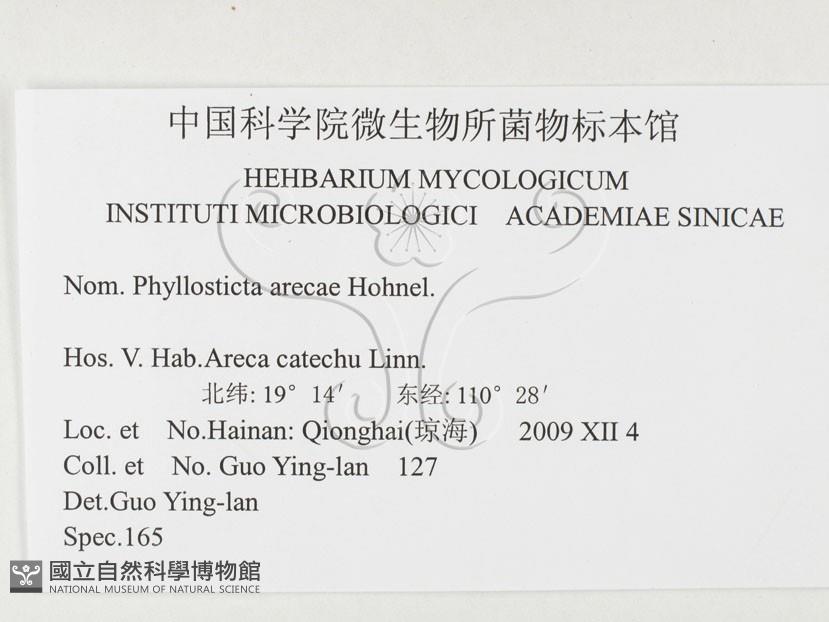 中国科学院微生物所菌物标本馆
HEHBARIUM MYCOLOGICUM
INSTITUTI MICROBIOLOGICI ACADEMIAE SINICAE
Nom. Phyllosticta arecae Hohnel.
Hos. V. Hab.Areca catechu Linn.
北纬: 19° 14′ 东经: 110° 28′
Loc. et No.Hainan: Qionghai(琼海) 2009 XII 4
Coll. et No. Guo Ying-lan 127
Det.Guo Ying-lan
Spec.165
國立自然科學博物館
NATIONAL MUSEUM OF NATURAL SCIENCE